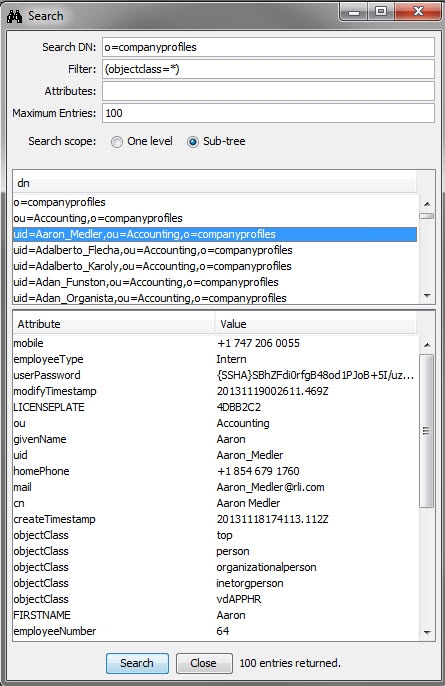 Search
Search DN: o=companyprofiles
Filter: (objectclass=*)
Attributes:
Maximum Entries: 100
Search scope: One level Sub-tree
dn
o=companyprofiles
ou=Accounting,o=companyprofiles
uid=Aaron_Medler,ou=Accounting,o=companyprofiles
uid=Adalberto_Flecha,ou=Accounting,o=companyprofiles
uid=Adalberto_Karoly,ou=Accounting,o=companyprofiles
uid=Adan_Funston,ou=Accounting,o=companyprofiles
uid=Adan_Organista,ou=Accounting,o=companyprofiles
Attribute Value
mobile +1 747 206 0055
employeeType Intern
userPassword {SSHA}SBhZFdi0rfgB48od1PJoB+5I/uz...
modifyTimestamp 20131119002611.469Z
LICENSEPLATE 4DBB2C2
ou Accounting
givenName Aaron
uid Aaron_Medler
homePhone +1 854 679 1760
mail Aaron_Medler@rli.com
cn Aaron Medler
createTimestamp 20131118174113.112Z
objectClass top
objectClass person
objectClass organizationalperson
objectClass inetorgperson
objectClass vdAPPHR
FIRSTNAME Aaron
employeeNumber 64
Search Close 100 entries returned.